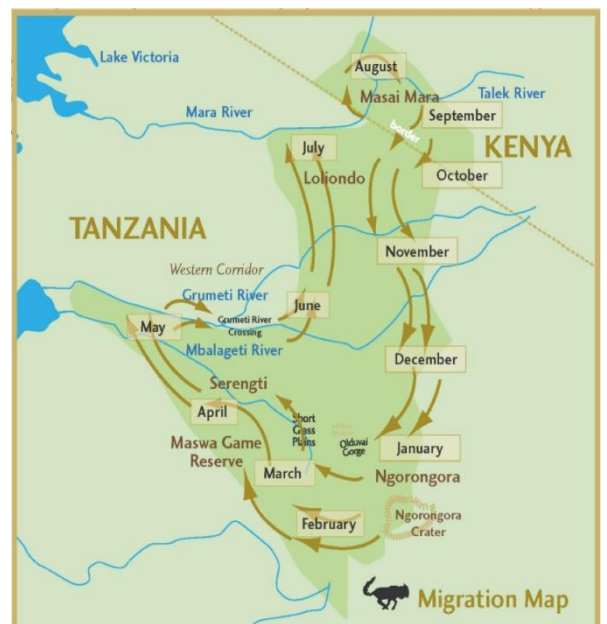 Lake Victoria
August
Masai Mara
Talek River
Mara River
September
border
KENYA
July
Loliondo
October
TANZANIA
November
Western Corridor
Grumeti River
June
May
Grumeti River
Crossing
Mbalageti River
December
Serengti
April
Short
Grass
Plains
Olduvai
Gorge
January
Maswa Game
Reserve
March
Ngorongora
February
Ngorongora
Crater
Migration Map